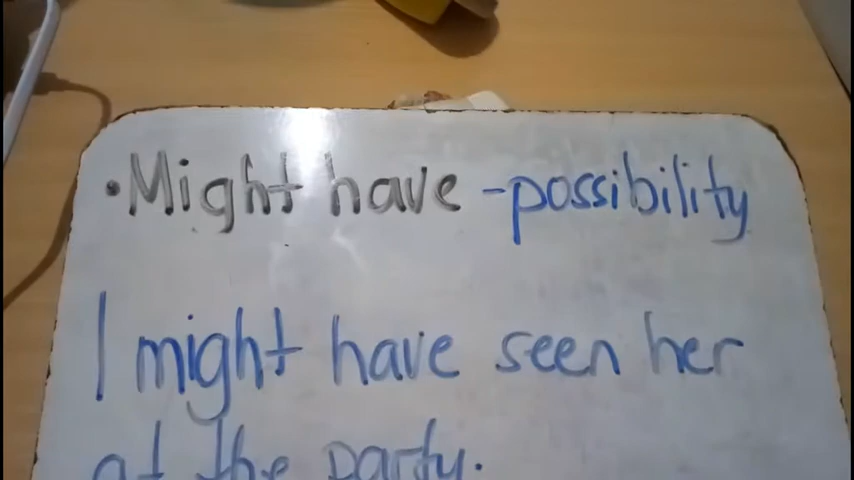 •Might have -possibility
I might have seen her
at the party.